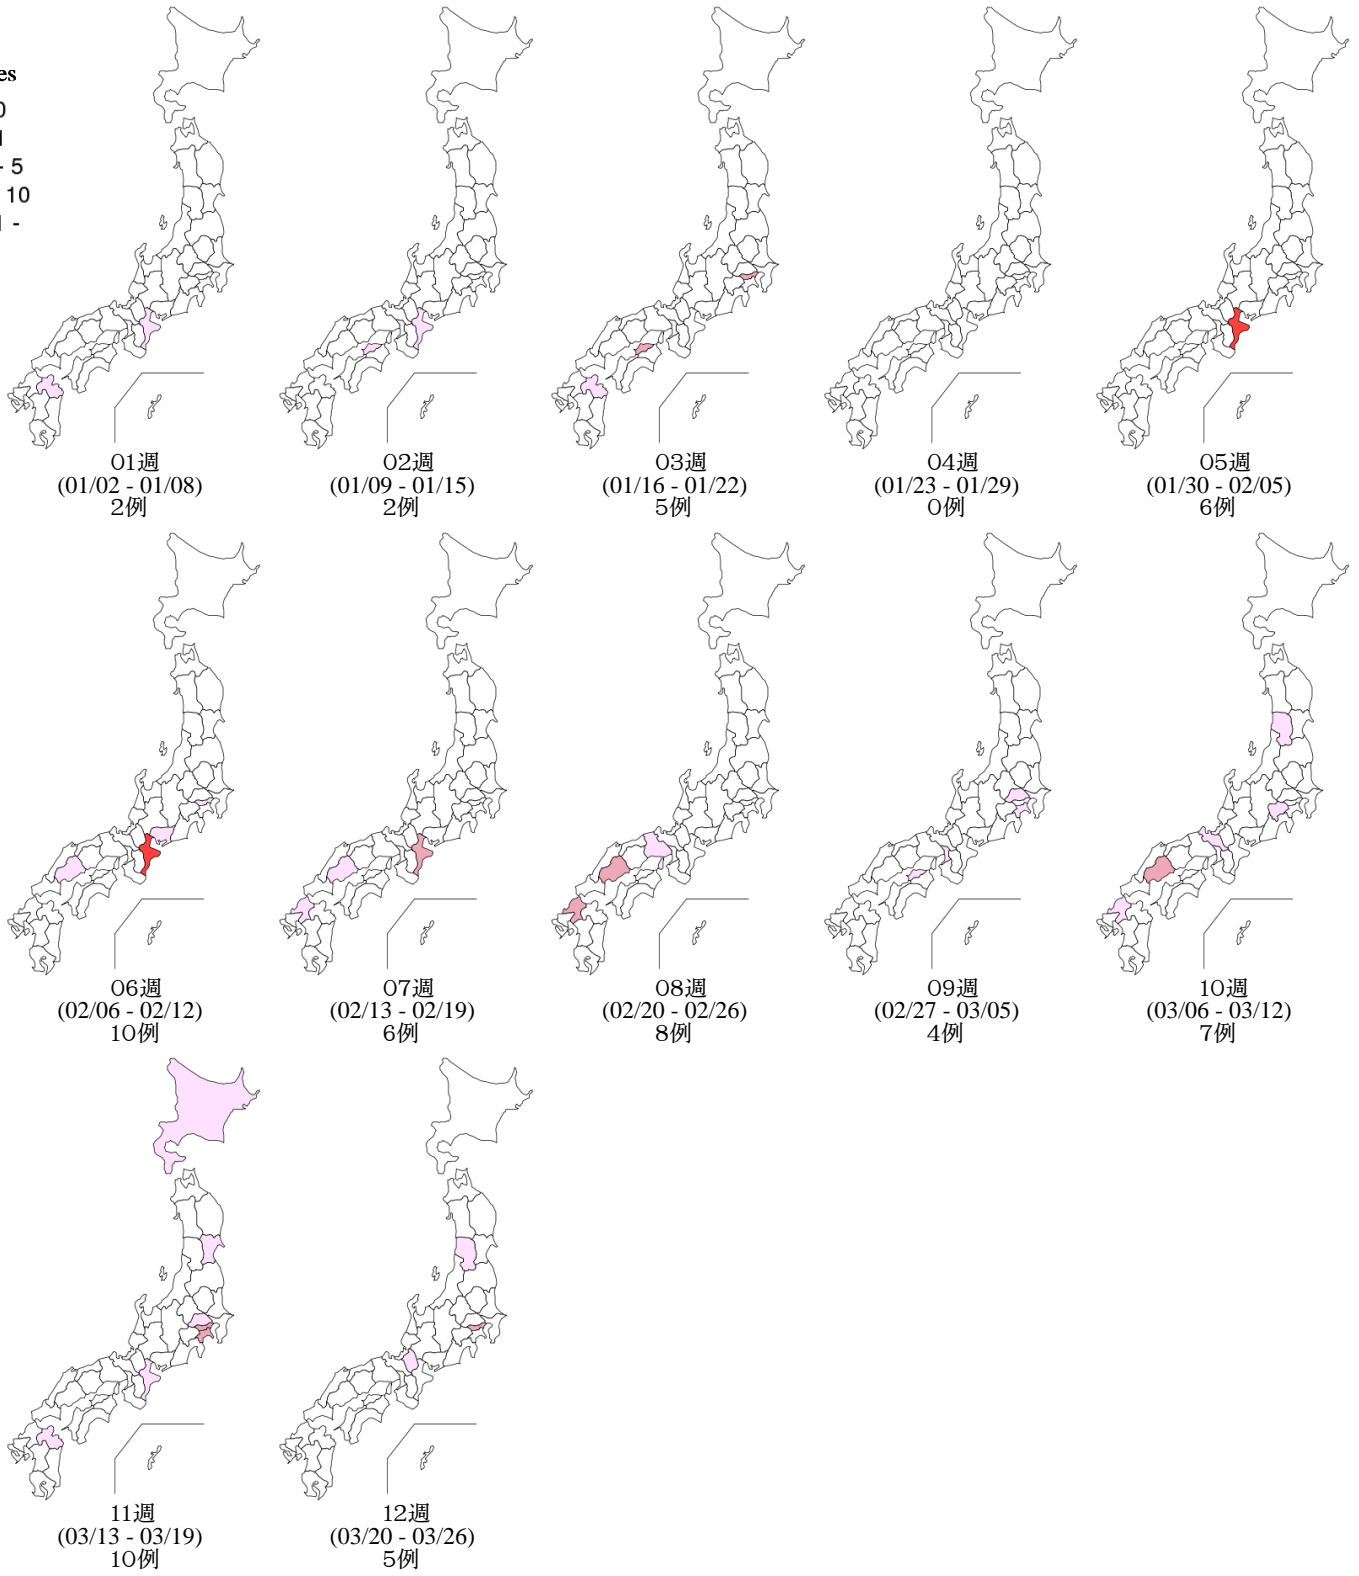 es
0
1
- 5
10
1 -
01週
(01/02 - 01/08)
2例
02週
(01/09 - 01/15)
2例
03週
(01/16 - 01/22)
5例
04週
(01/23 - 01/29)
0例
05週
(01/30 - 02/05)
6例
06週
(02/06 - 02/12)
10例
07週
(02/13 - 02/19)
6例
08週
(02/20 - 02/26)
8例
09週
(02/27 - 03/05)
4例
10週
(03/06 - 03/12)
7例
11週
(03/13 - 03/19)
10例
12週
(03/20 - 03/26)
5例